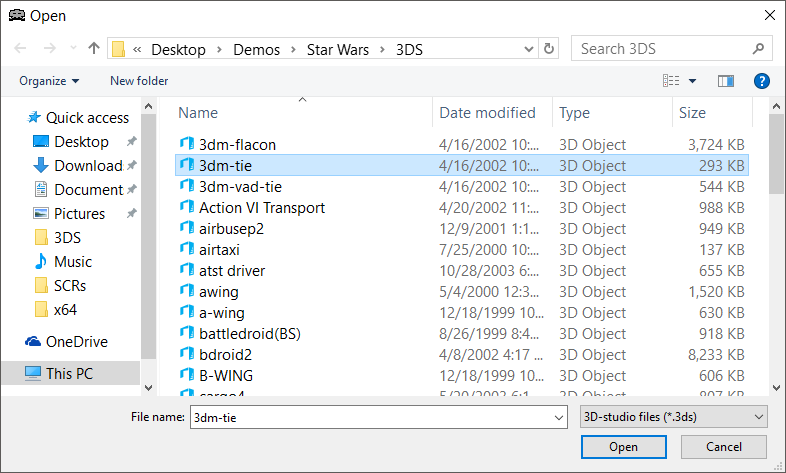 Open
« Desktop > Demos > Star Wars > 3DS
Search 3DS
Organize
New folder
?
Name Date modified Type Size
Quick access
Desktop
Download:
Document
Pictures
3DS
Music
SCRs
x64
OneDrive
This PC
3dm-flacon 4/16/2002 10:... 3D Object 3,724 KB
3dm-tie 4/16/2002 10:... 3D Object 293 KB
3dm-vad-tie 4/16/2002 10:... 3D Object 544 KB
Action VI Transport 4/20/2002 11:... 3D Object 988 KB
airbusep2 12/9/2001 1:1... 3D Object 949 KB
airtaxi 7/25/2000 10:... 3D Object 137 KB
atst driver 10/28/2003 6:... 3D Object 655 KB
awing 5/4/2000 12:3... 3D Object 1,520 KB
a-wing 12/18/1999 10... 3D Object 630 KB
battledroid(BS) 8/26/1999 8:4... 3D Object 918 KB
bdroid2 4/8/2002 4:17 ... 3D Object 8,233 KB
B-WING 12/18/1999 10... 3D Object 606 KB
cargo4 5/20/2003 6:1... 3D Object 807 KB
File name: 3dm-tie 3D-studio files (*.3ds)
Open Cancel